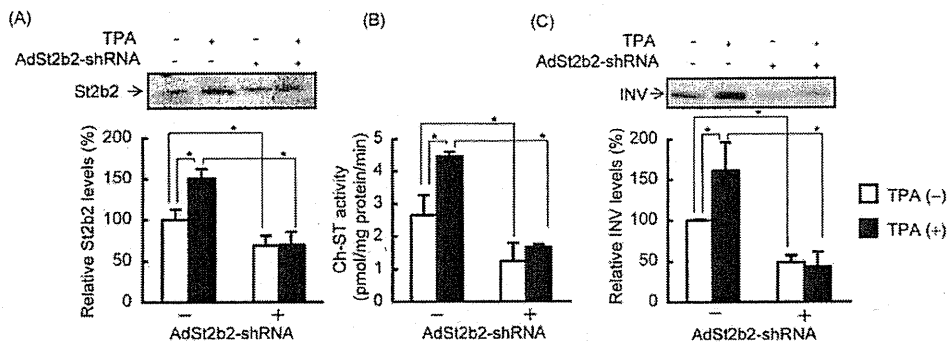 (A)
TPA - + - +
AdSt2b2-shRNA - - + +
St2b2
Relative St2b2 levels (%)
200
150
100
50
0
- +
AdSt2b2-shRNA
*
*
*
(B)
Ch-ST activity
(pmol/mg protein/min)
5
4
3
2
1
0
- +
AdSt2b2-shRNA
*
*
*
(C)
TPA - + - +
AdSt2b2-shRNA - - + +
INV
Relative INV levels (%)
200
150
100
50
0
- +
AdSt2b2-shRNA
*
*
*
TPA (-)
TPA (+)